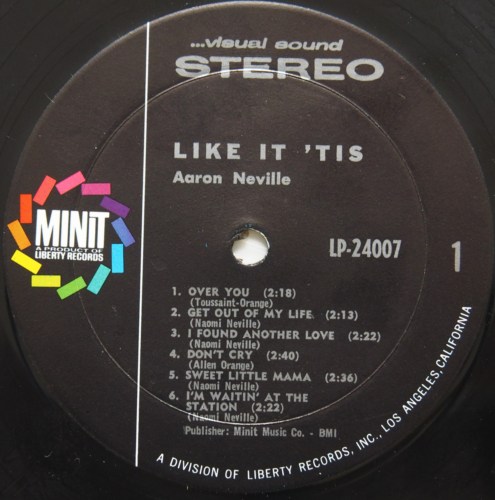 ...visual sound
STEREO
LIKE IT 'TIS
Aaron Neville
MINIT
A PRODUCT OF
LIBERTY RECORDS
LP-24007
1
1. OVER YOU (2:18)
(Toussaint-Orange)
2. GET OUT OF MY LIFE (2:13)
(Naomi Neville)
3. I FOUND ANOTHER LOVE (2:22)
(Naomi Neville)
4. DON'T CRY (2:40)
(Allen Orange)
5. SWEET LITTLE MAMA (2:36)
(Naomi Neville)
6. I'M WAITIN' AT THE
STATION (2:22)
(Naomi Neville)
Publisher: Minit Music Co. - BMI
A DIVISION OF LIBERTY RECORDS, INC., LOS ANGELES, CALIFORNIA